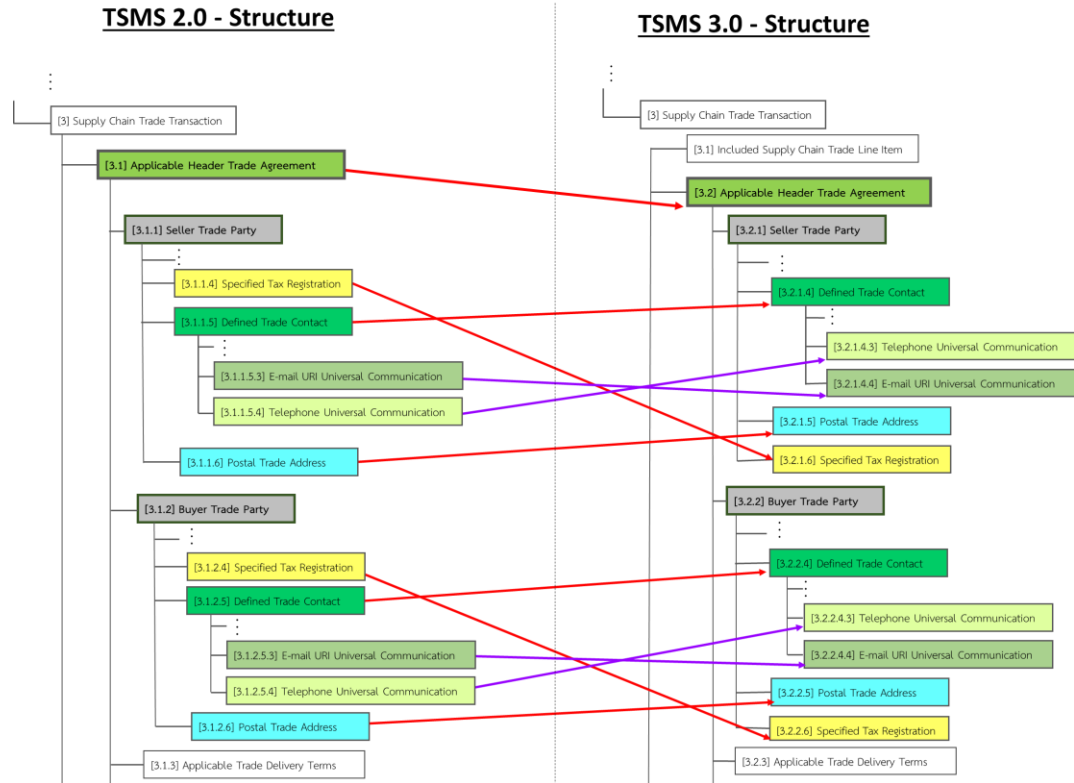 TSMS 2.0 - Structure
[3] Supply Chain Trade Transaction
[3.1] Applicable Header Trade Agreement
[3.1.1] Seller Trade Party
[3.1.1.4] Specified Tax Registration
[3.1.1.5] Defined Trade Contact
[3.1.1.5.3] E-mail URI Universal Communication
[3.1.1.5.4] Telephone Universal Communication
[3.1.1.6] Postal Trade Address
[3.1.2] Buyer Trade Party
[3.1.2.4] Specified Tax Registration
[3.1.2.5] Defined Trade Contact
[3.1.2.5.3] E-mail URI Universal Communication
[3.1.2.5.4] Telephone Universal Communication
[3.1.2.6] Postal Trade Address
[3.1.3] Applicable Trade Delivery Terms
TSMS 3.0 - Structure
[3] Supply Chain Trade Transaction
[3.1] Included Supply Chain Trade Line Item
[3.2] Applicable Header Trade Agreement
[3.2.1] Seller Trade Party
[3.2.1.4] Defined Trade Contact
[3.2.1.4.3] Telephone Universal Communication
[3.2.1.4.4] E-mail URI Universal Communication
[3.2.1.5] Postal Trade Address
[3.2.1.6] Specified Tax Registration
[3.2.2] Buyer Trade Party
[3.2.2.4] Defined Trade Contact
[3.2.2.4.3] Telephone Universal Communication
[3.2.2.4.4] E-mail URI Universal Communication
[3.2.2.5] Postal Trade Address
[3.2.2.6] Specified Tax Registration
[3.2.3] Applicable Trade Delivery Terms